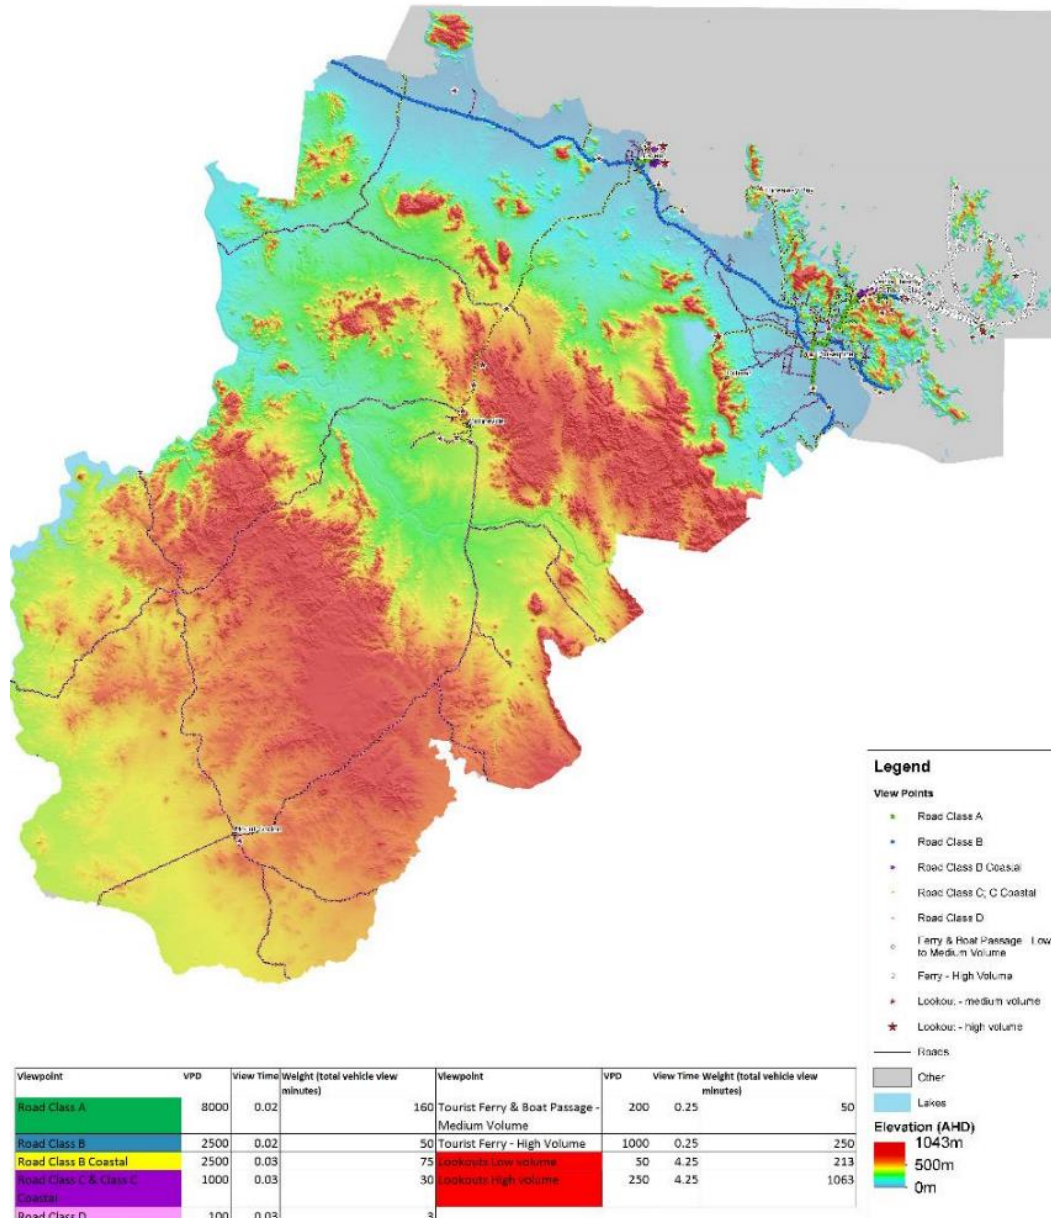 Legend
View Points
Road Class A
Road Class B
Road Class B Coastal
Road Class C, C Coastal
Road Class D
Ferry & Boat Passage - Low
to Medium Volume
Ferry - High Volume
Lookout - medium volume
Lookout - high volume
Roads
Other
Lakes
Elevation (AHD)
1043m
500m
0m
Viewpoint VPD View Time Weight (total vehicle view minutes) Viewpoint VPD View Time Weight (total vehicle view minutes)
Road Class A 8000 0.02 160 Tourist Ferry & Boat Passage - Medium Volume 200 0.25 50
Road Class B 2500 0.02 50 Tourist Ferry - High Volume 1000 0.25 250
Road Class B Coastal 2500 0.03 75 Lookouts Low volume 50 4.25 213
Road Class C & Class C Coastal 1000 0.03 30 Lookouts High volume 250 4.25 1063
Road Class D 100 0.03 3